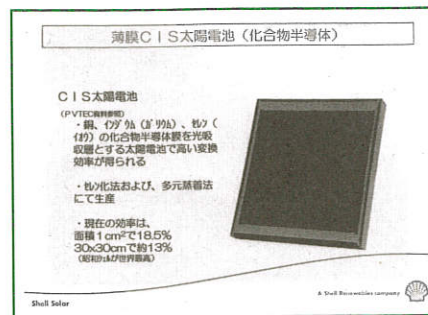 薄膜ＣＩＳ太陽電池（化合物半導体）
ＣＩＳ太陽電池
（ＰＶＴＥＣ資料参照）
・銅、ｲﾝｼﾞｳﾑ（ｶﾞﾘｳﾑ）、ｾﾚﾝ（
ｲｵｳ）の化合物半導体膜を光吸
収層とする太陽電池で高い変換
効率が得られる
・ｾﾚﾝ化法および、多元蒸着法
にて生産
・現在の効率は、
面積１cm²で18.5%
30x30cmで約13%
（昭和ｼｪﾙが世界最高）
Shell Solar
A Shell Renewables company